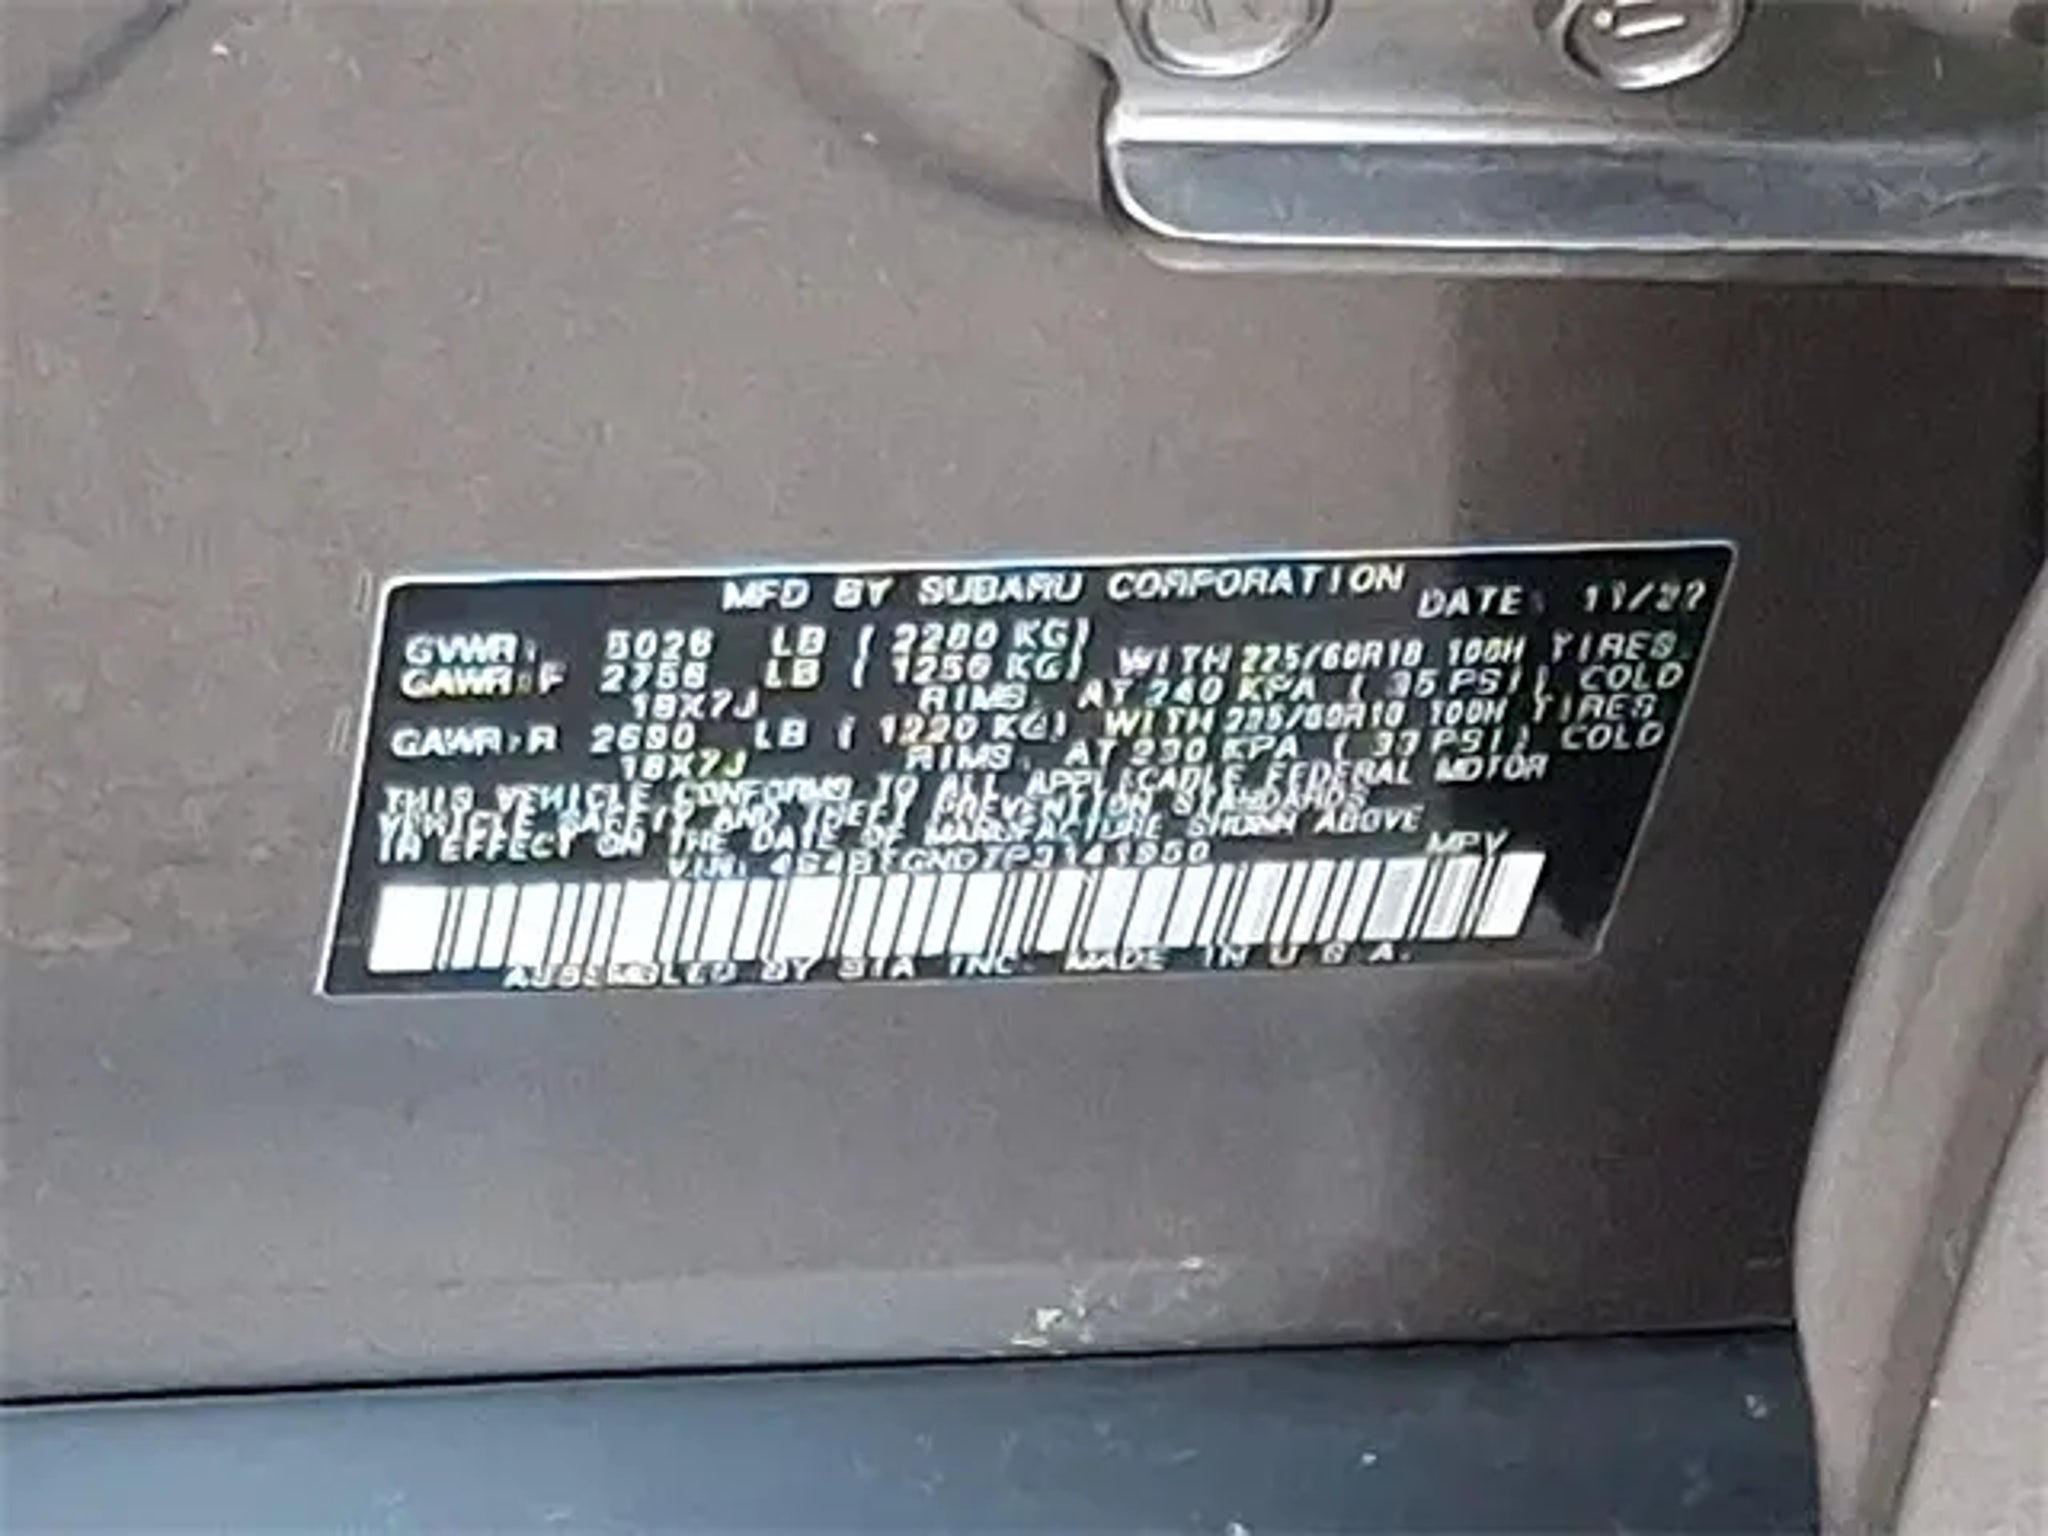 MFD BY SUBARU CORPORATION DATE: 11/22
GVWR: 5026 LB ( 2280 KG)
GAWR:F 2756 LB ( 1250 KG) WITH 225/60R18 100H TIRES
18X7J RIMS AT 240 KPA ( 35 PSI) COLD
GAWR:R 2690 LB ( 1220 KG) WITH 225/60R18 100H TIRES
18X7J RIMS AT 230 KPA ( 33 PSI) COLD
THIS VEHICLE CONFORMS TO ALL APPLICABLE FEDERAL MOTOR
VEHICLE SAFETY AND THEFT PREVENTION STANDARDS
IN EFFECT ON THE DATE OF MANUFACTURE SHOWN ABOVE
VIN: MPV
ASSEMBLED BY SIA INC. MADE IN U S A.